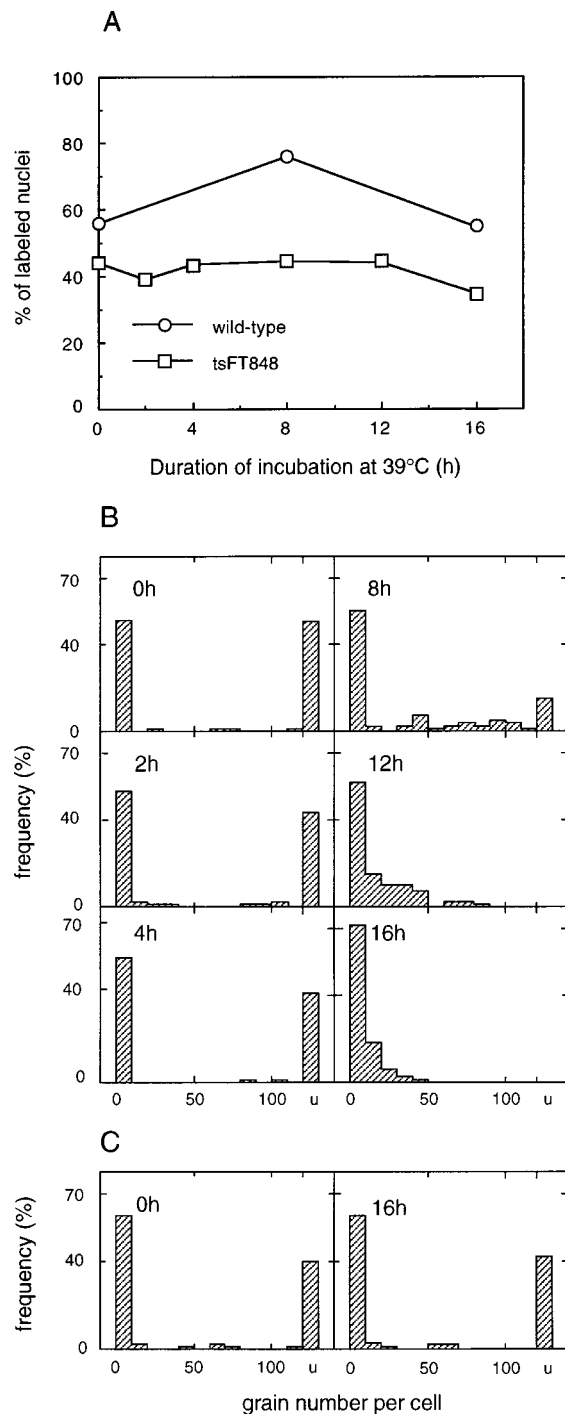 A
% of labeled nuclei
100
80
60
40
20
0
wild-type
tsFT848
0 4 8 12 16
Duration of incubation at 39°C (h)
B
frequency (%)
70
40
0
0h
8h
70
40
0
2h
12h
70
40
0
4h
16h
0 50 100 u
0 50 100 u
C
frequency (%)
70
40
0
0h
16h
0 50 100 u
0 50 100 u
grain number per cell